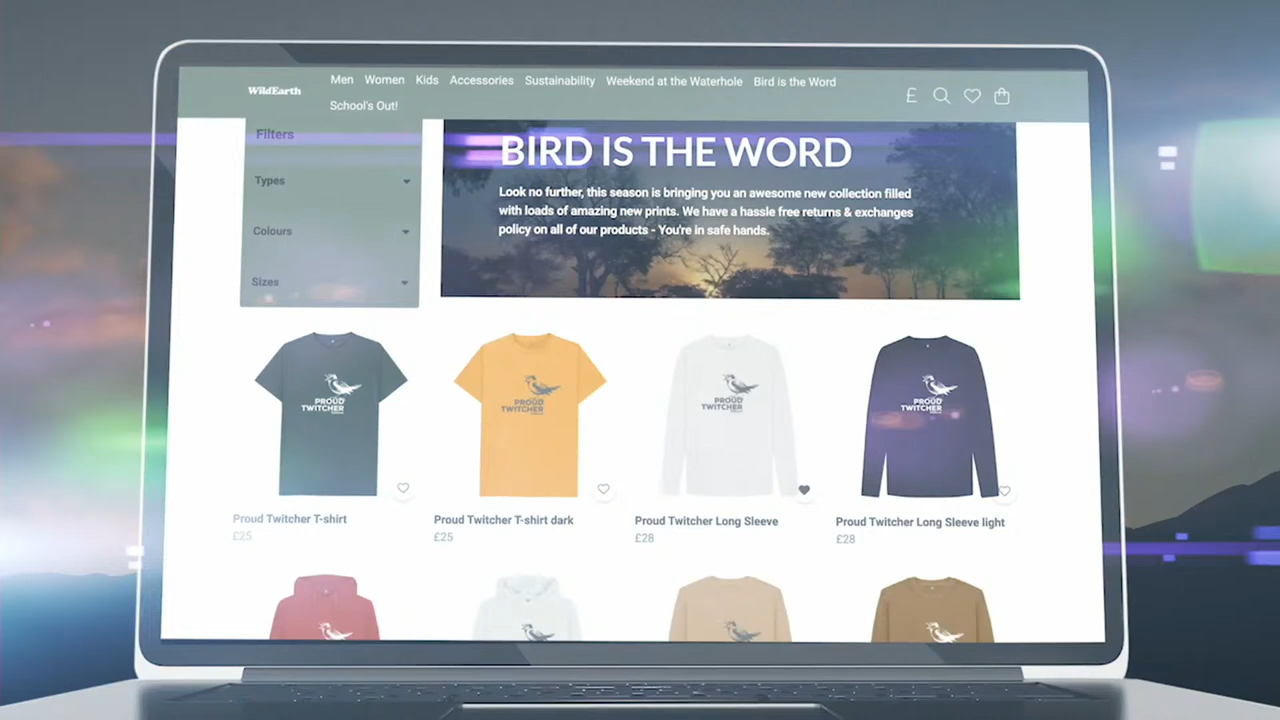 WildEarth
Men Women Kids Accessories Sustainability Weekend at the Waterhole Bird is the Word
School's Out!
£
Filters
Types
Colours
Sizes
BIRD IS THE WORD
Look no further, this season is bringing you an awesome new collection filled
with loads of amazing new prints. We have a hassle free returns & exchanges
policy on all of our products - You're in safe hands.
PROUD
TWITCHER
PROUD
TWITCHER
PROUD
TWITCHER
PROUD
TWITCHER
Proud Twitcher T-shirt
£25
Proud Twitcher T-shirt dark
£25
Proud Twitcher Long Sleeve
£28
Proud Twitcher Long Sleeve light
£28